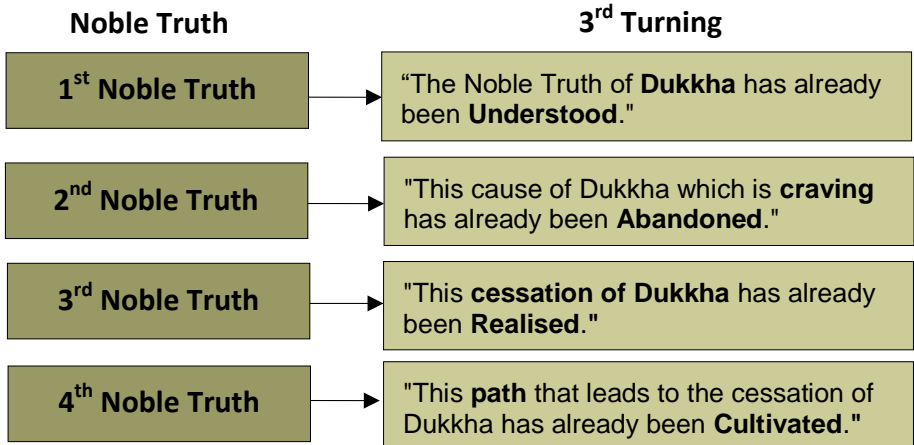 Noble Truth
3rd Turning
1st Noble Truth
“The Noble Truth of Dukkha has already
been Understood."
2nd Noble Truth
"This cause of Dukkha which is craving
has already been Abandoned."
3rd Noble Truth
"This cessation of Dukkha has already
been Realised."
4th Noble Truth
"This path that leads to the cessation of
Dukkha has already been Cultivated."